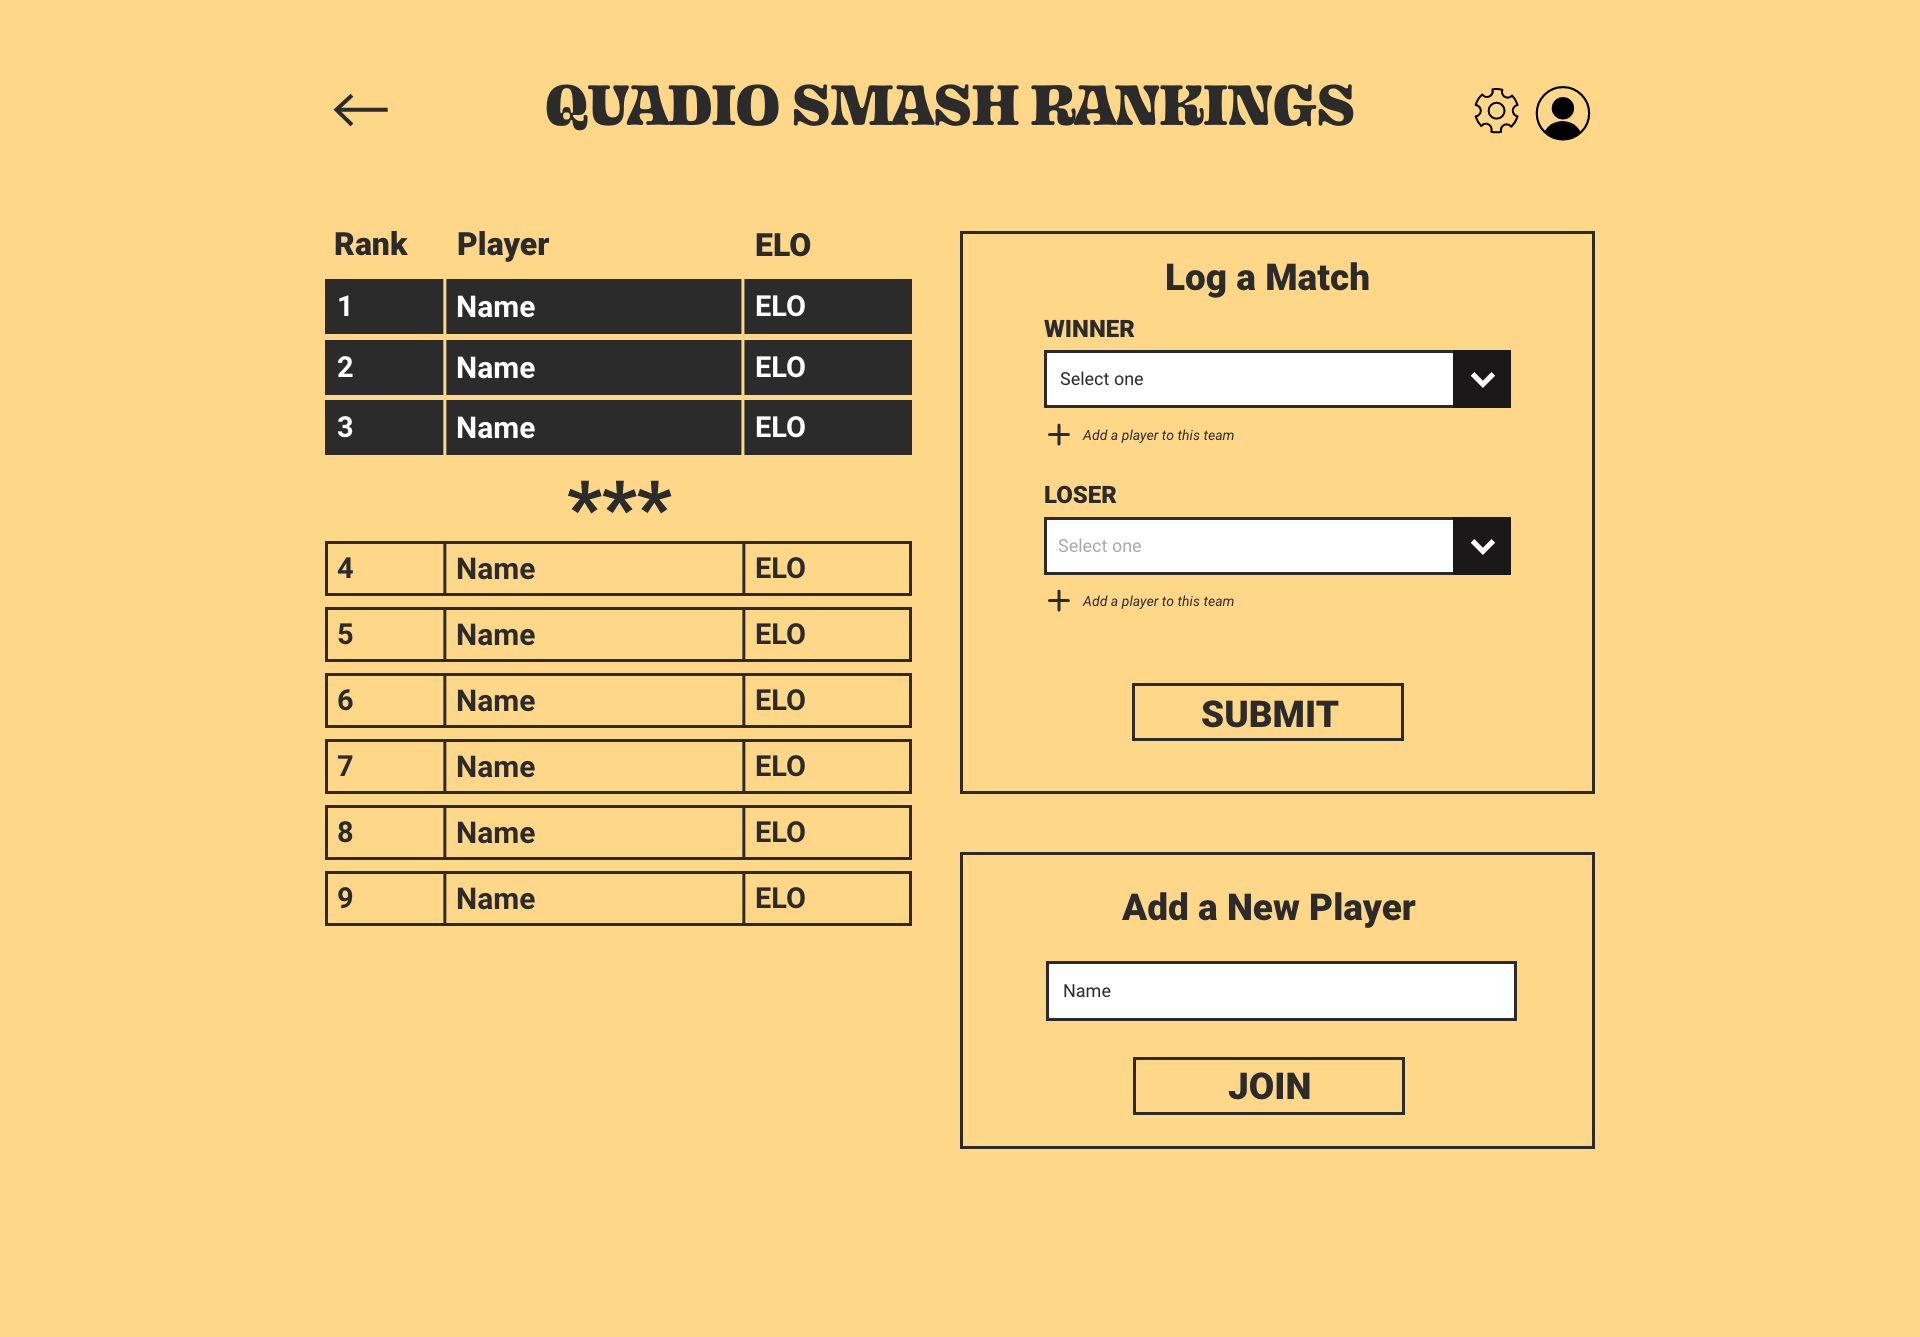 QUADIO SMASH RANKINGS
Rank Player ELO
1 Name ELO
2 Name ELO
3 Name ELO
***
4 Name ELO
5 Name ELO
6 Name ELO
7 Name ELO
8 Name ELO
9 Name ELO
Log a Match
WINNER
Select one
Add a player to this team
LOSER
Select one
Add a player to this team
SUBMIT
Add a New Player
Name
JOIN